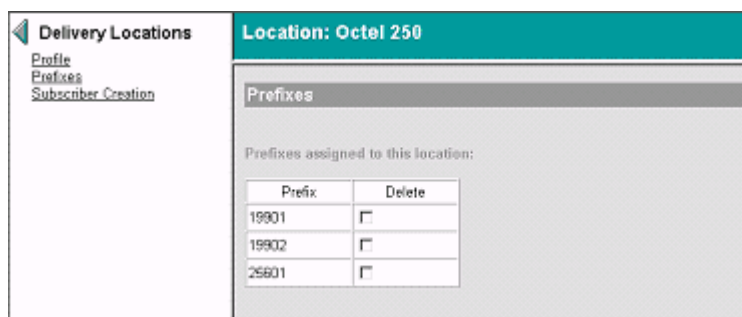 Delivery Locations
Profile
Prefixes
Subscriber Creation
Location: Octel 250
Prefixes
Prefixes assigned to this location:
Prefix Delete
19901
19902
25601